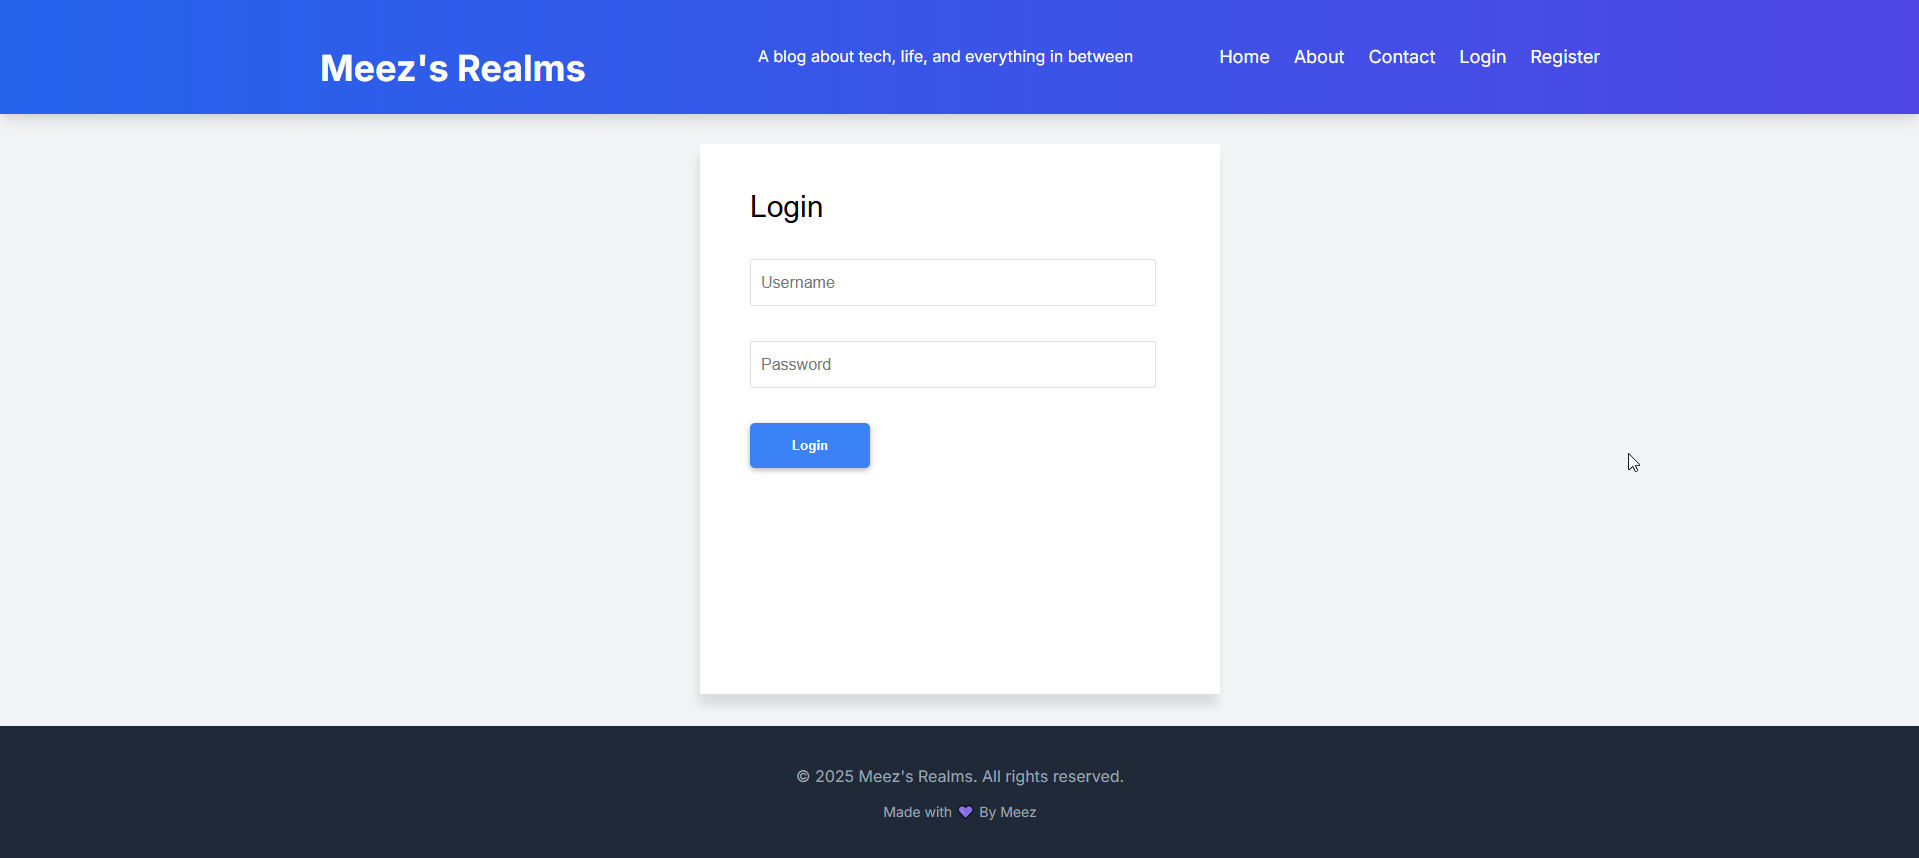 Meez's Realms
A blog about tech, life, and everything in between
Home About Contact Login Register
Login
Username
Password
Login
© 2025 Meez's Realms. All rights reserved.
Made with 💜 By Meez